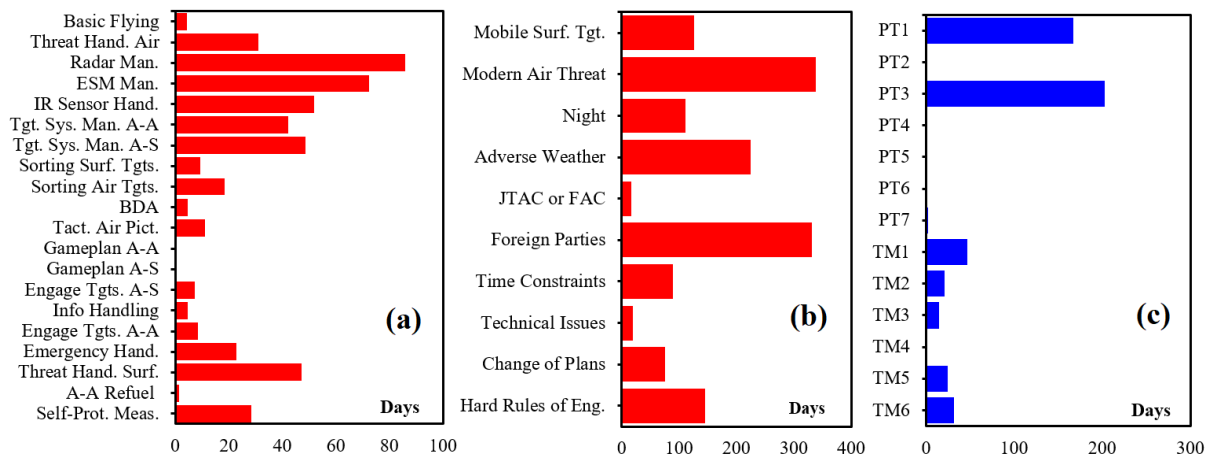 Basic Flying
Threat Hand. Air
Radar Man.
ESM Man.
IR Sensor Hand.
Tgt. Sys. Man. A-A
Tgt. Sys. Man. A-S
Sorting Surf. Tgts.
Sorting Air Tgts.
BDA
Tact. Air Pict.
Gameplan A-A
Gameplan A-S
Engage Tgts. A-S
Info Handling
Engage Tgts. A-A
Emergency Hand.
Threat Hand. Surf.
A-A Refuel
Self-Prot. Meas.
(a)
Days
0 20 40 60 80 100
Mobile Surf. Tgt.
Modern Air Threat
Night
Adverse Weather
JTAC or FAC
Foreign Parties
Time Constraints
Technical Issues
Change of Plans
Hard Rules of Eng.
(b)
Days
0 100 200 300 400
PT1
PT2
PT3
PT4
PT5
PT6
PT7
TM1
TM2
TM3
TM4
TM5
TM6
(c)
Days
0 100 200 300